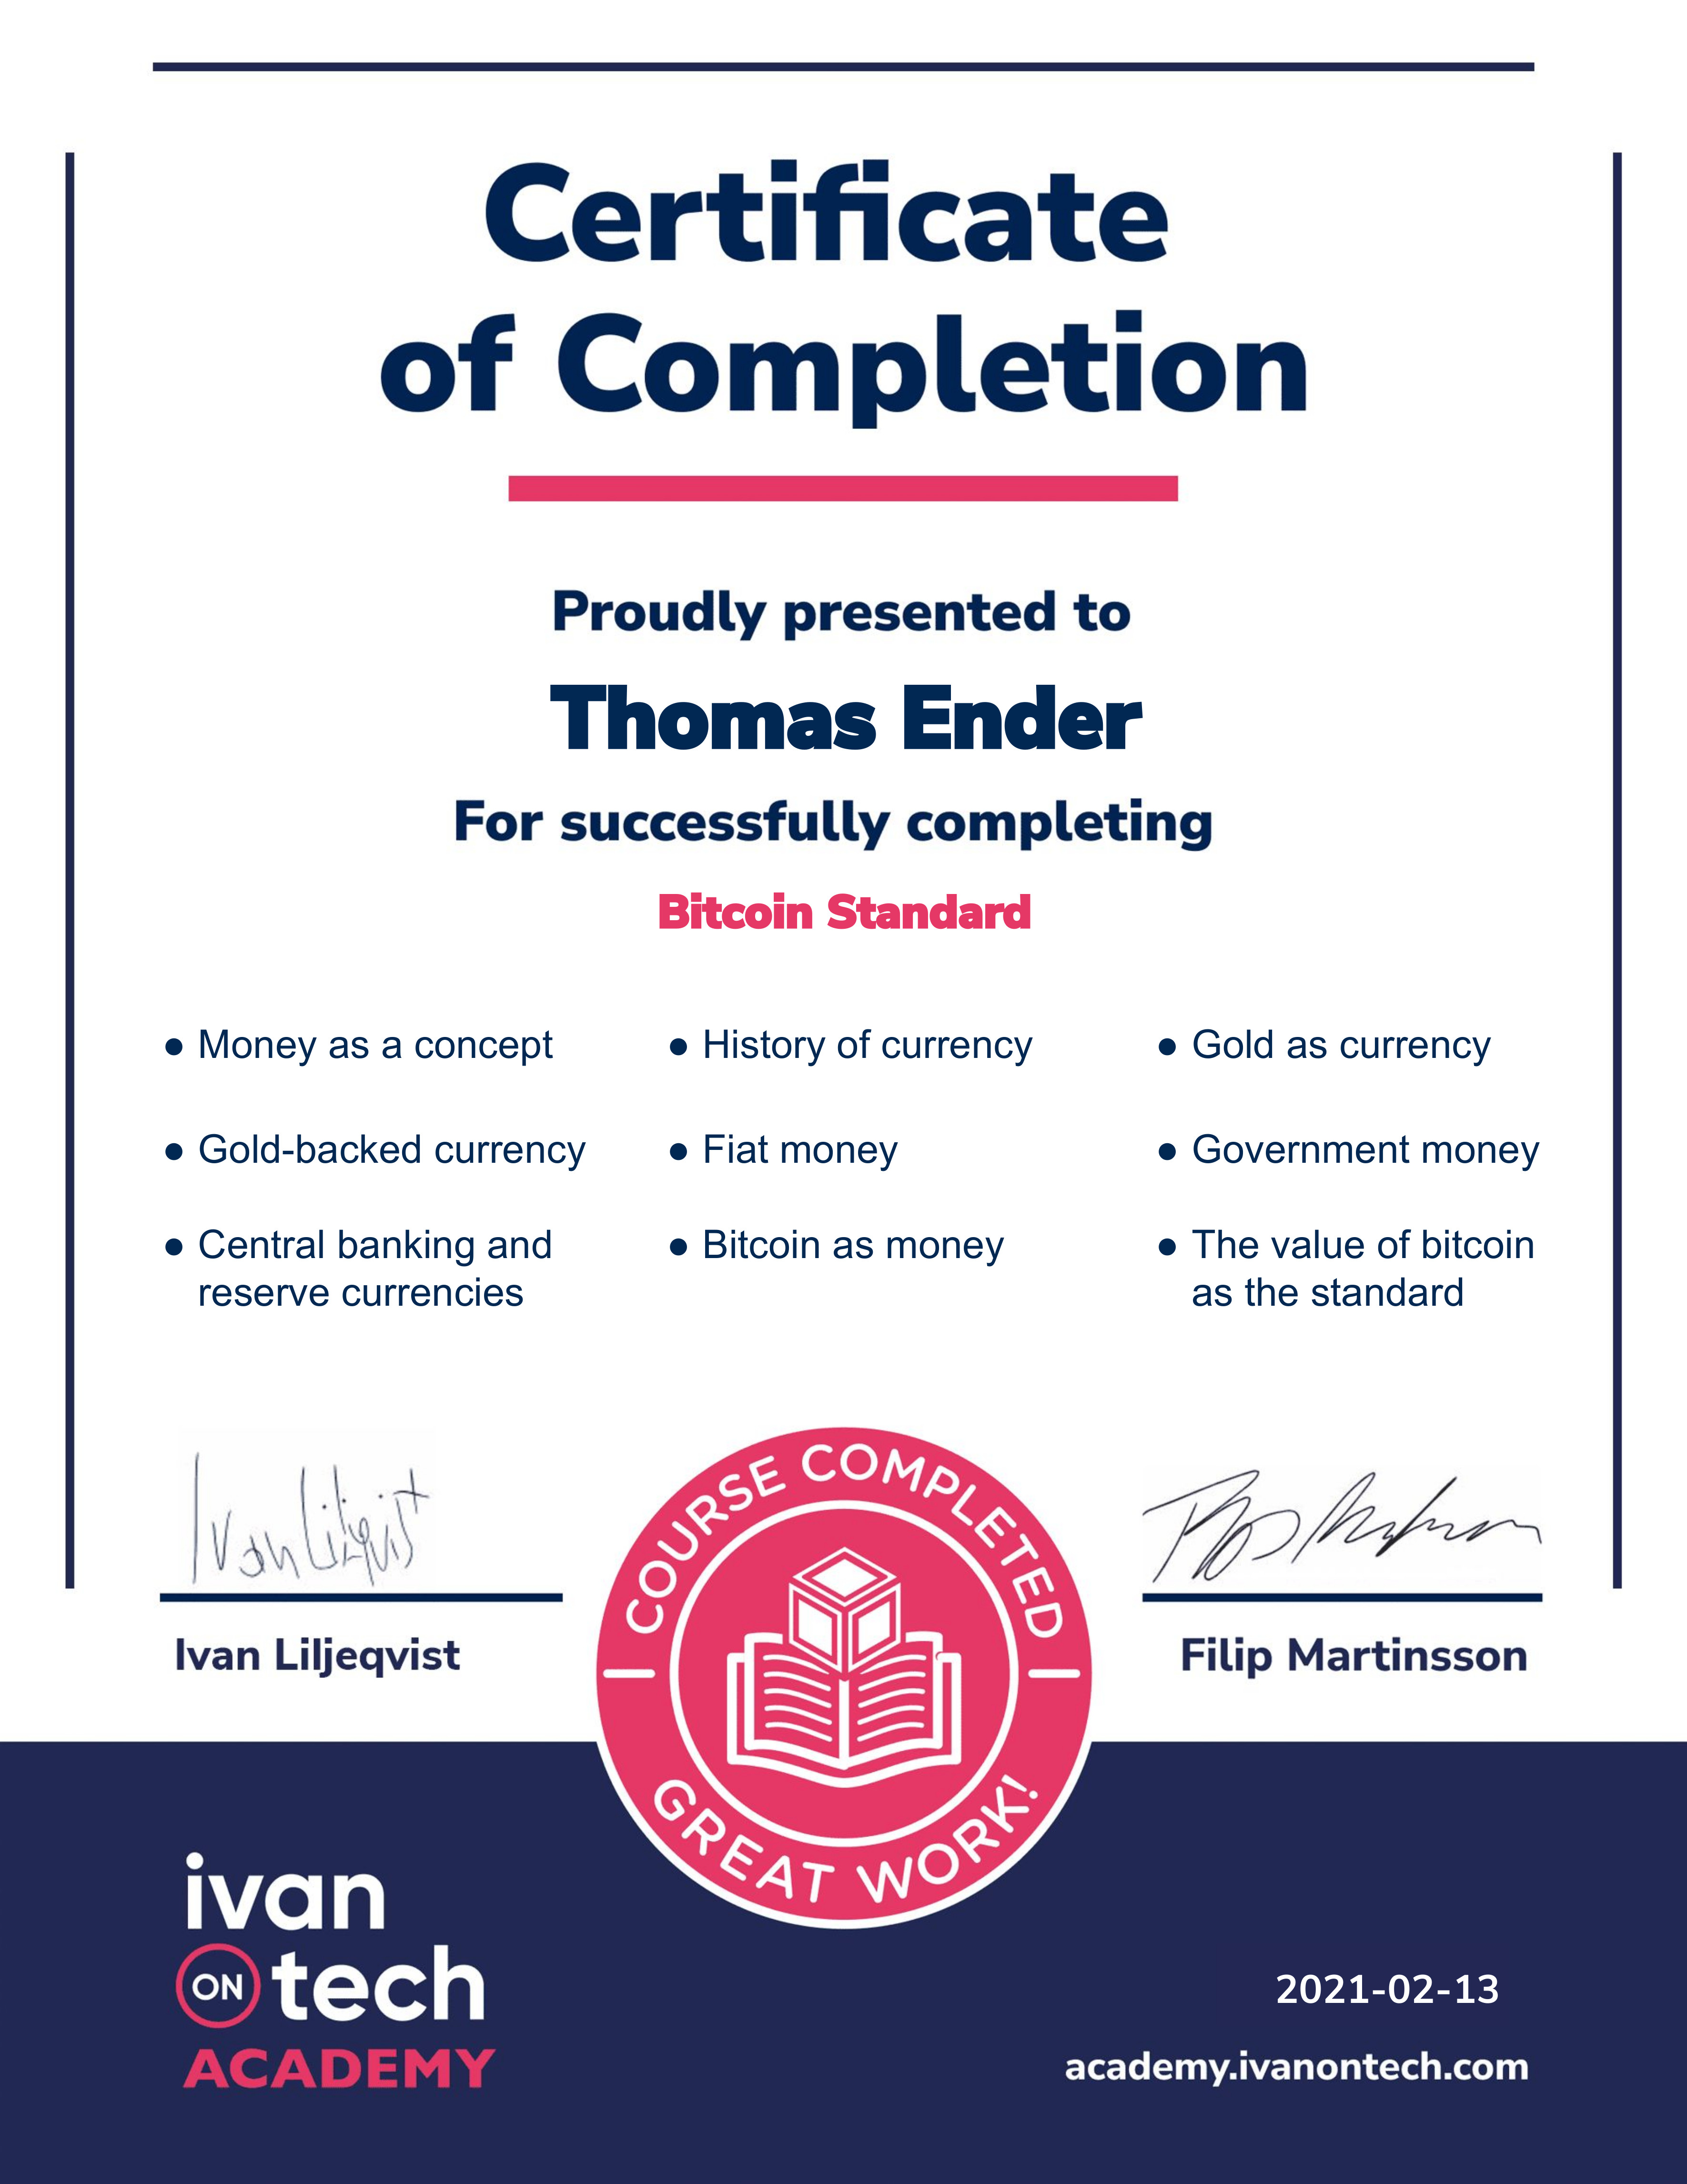 Certificate
of Completion
Proudly presented to
Thomas Ender
For successfully completing
Bitcoin Standard
● Money as a concept
● History of currency
● Gold as currency
● Gold-backed currency
● Fiat money
● Government money
● Central banking and
reserve currencies
● Bitcoin as money
● The value of bitcoin
as the standard
Ivan Liljeqvist
Ivan Liljeqvist
COURSE COMPLETED
GREAT WORK!
Filip Martinsson
ivan
ON tech
ACADEMY
2021-02-13
academy.ivanontech.com